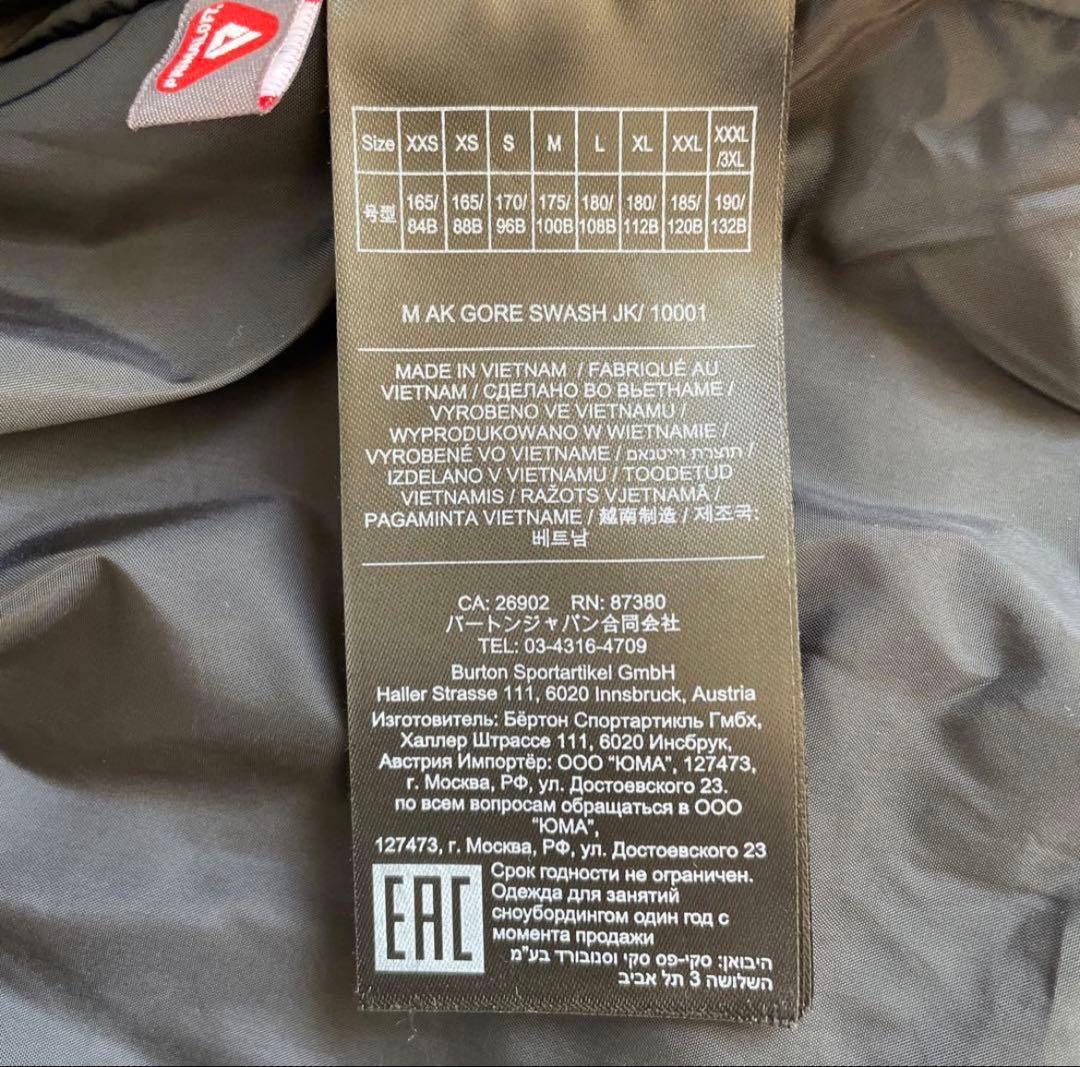 PRIMALOFT
Size XXS XS S M L XL XXL XXXL/3XL
号型 165/84B 165/88B 170/96B 175/100B 180/108B 180/112B 185/120B 190/132B
M AK GORE SWASH JK/ 10001
MADE IN VIETNAM / FABRIQUÉ AU
VIETNAM / СДЕЛАНО ВО ВЬЕТНАМЕ /
VYROBENO VE VIETNAMU /
WYPRODUKOWANO W WIETNAMIE /
VYROBENÉ VO VIETNAME / תוצרת וייטנאם /
IZDELANO V VIETNAMU / TOODETUD
VIETNAMIS / RAŽOTS VJETNAMĀ /
PAGAMINTA VIETNAME / 越南制造 / 제조국:
베트남
CA: 26902 RN: 87380
バートンジャパン合同会社
TEL: 03-4316-4709
Burton Sportartikel GmbH
Haller Strasse 111, 6020 Innsbruck, Austria
Изготовитель: Бёртон Спортартикль Гмбх,
Халлер Штрассе 111, 6020 Инсбрук,
Австрия Импортёр: ООО "ЮМА", 127473,
г. Москва, РФ, ул. Достоевского 23.
по всем вопросам обращаться в ООО
"ЮМА",
127473, г. Москва, РФ, ул. Достоевского 23
EAC
Срок годности не ограничен.
Одежда для занятий
сноубордингом один год с
момента продажи
היבואן: סקי-פס סקי וסנובורד בע"מ
השלושה 3 תל אביב